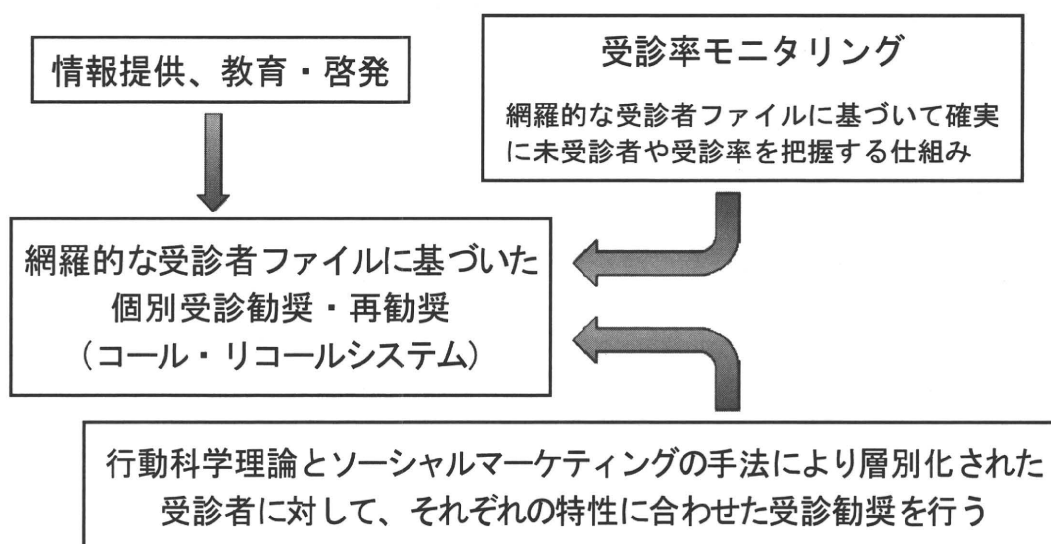 情報提供、教育・啓発
受診率モニタリング
網羅的な受診者ファイルに基づいて確実
に未受診者や受診率を把握する仕組み
網羅的な受診者ファイルに基づいた
個別受診勧奨・再勧奨
（コール・リコールシステム）
行動科学理論とソーシャルマーケティングの手法により層別化された
受診者に対して、それぞれの特性に合わせた受診勧奨を行う